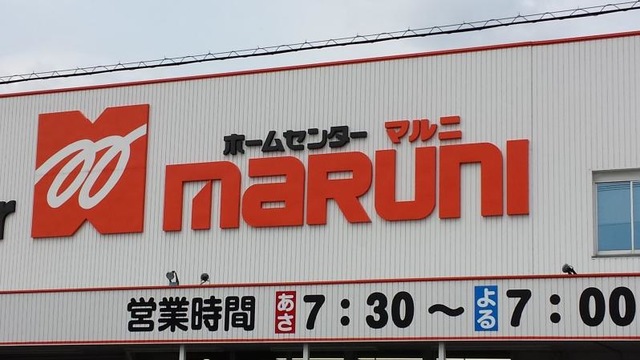 ホームセンター マルニ
maruni
営業時間 あさ 7：30～ よる 7：00